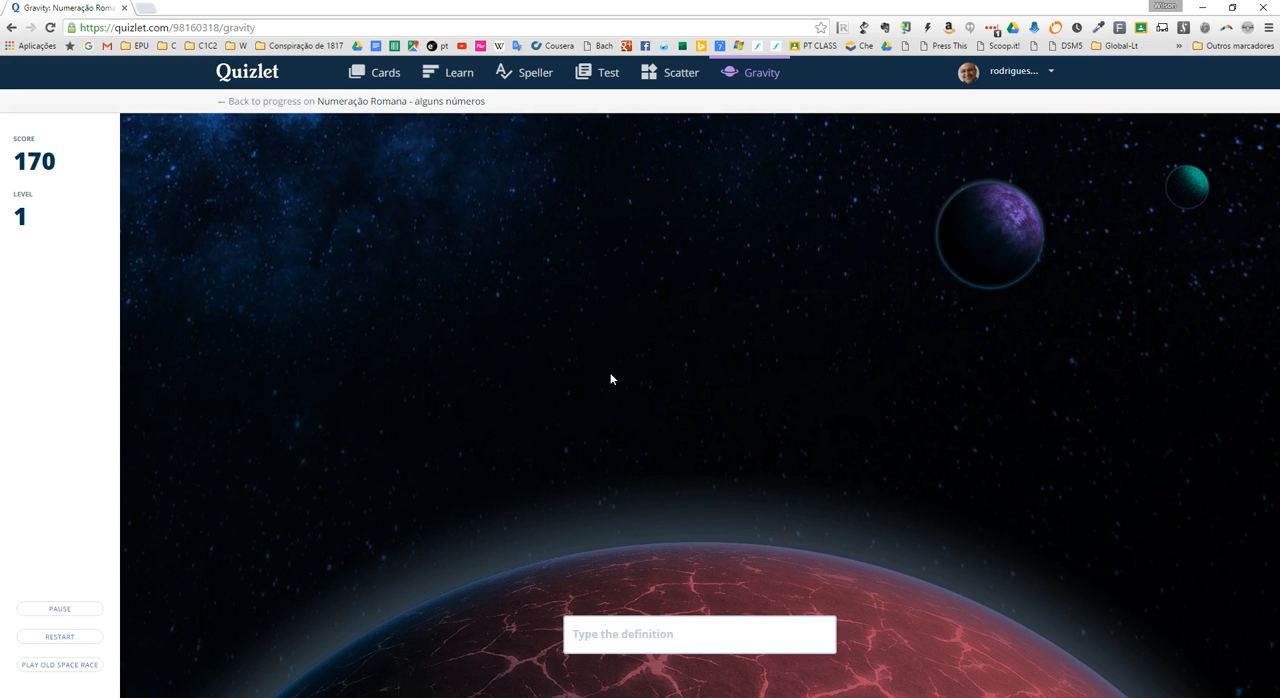 Gravity: Numeração Roma
Wilson
https://quizlet.com/98160318/gravity
Aplicações EPU C C1C2 W Conspiração de 1817 pt Cousera Bach PT CLASS Che Press This Scoop.it! DSM5 Global-Lt » Outros marcadores
Quizlet Cards Learn Speller Test Scatter Gravity rodrigues...
— Back to progress on Numeração Romana - alguns números
SCORE
170
LEVEL
1
PAUSE
RESTART
PLAY OLD SPACE RACE
Type the definition